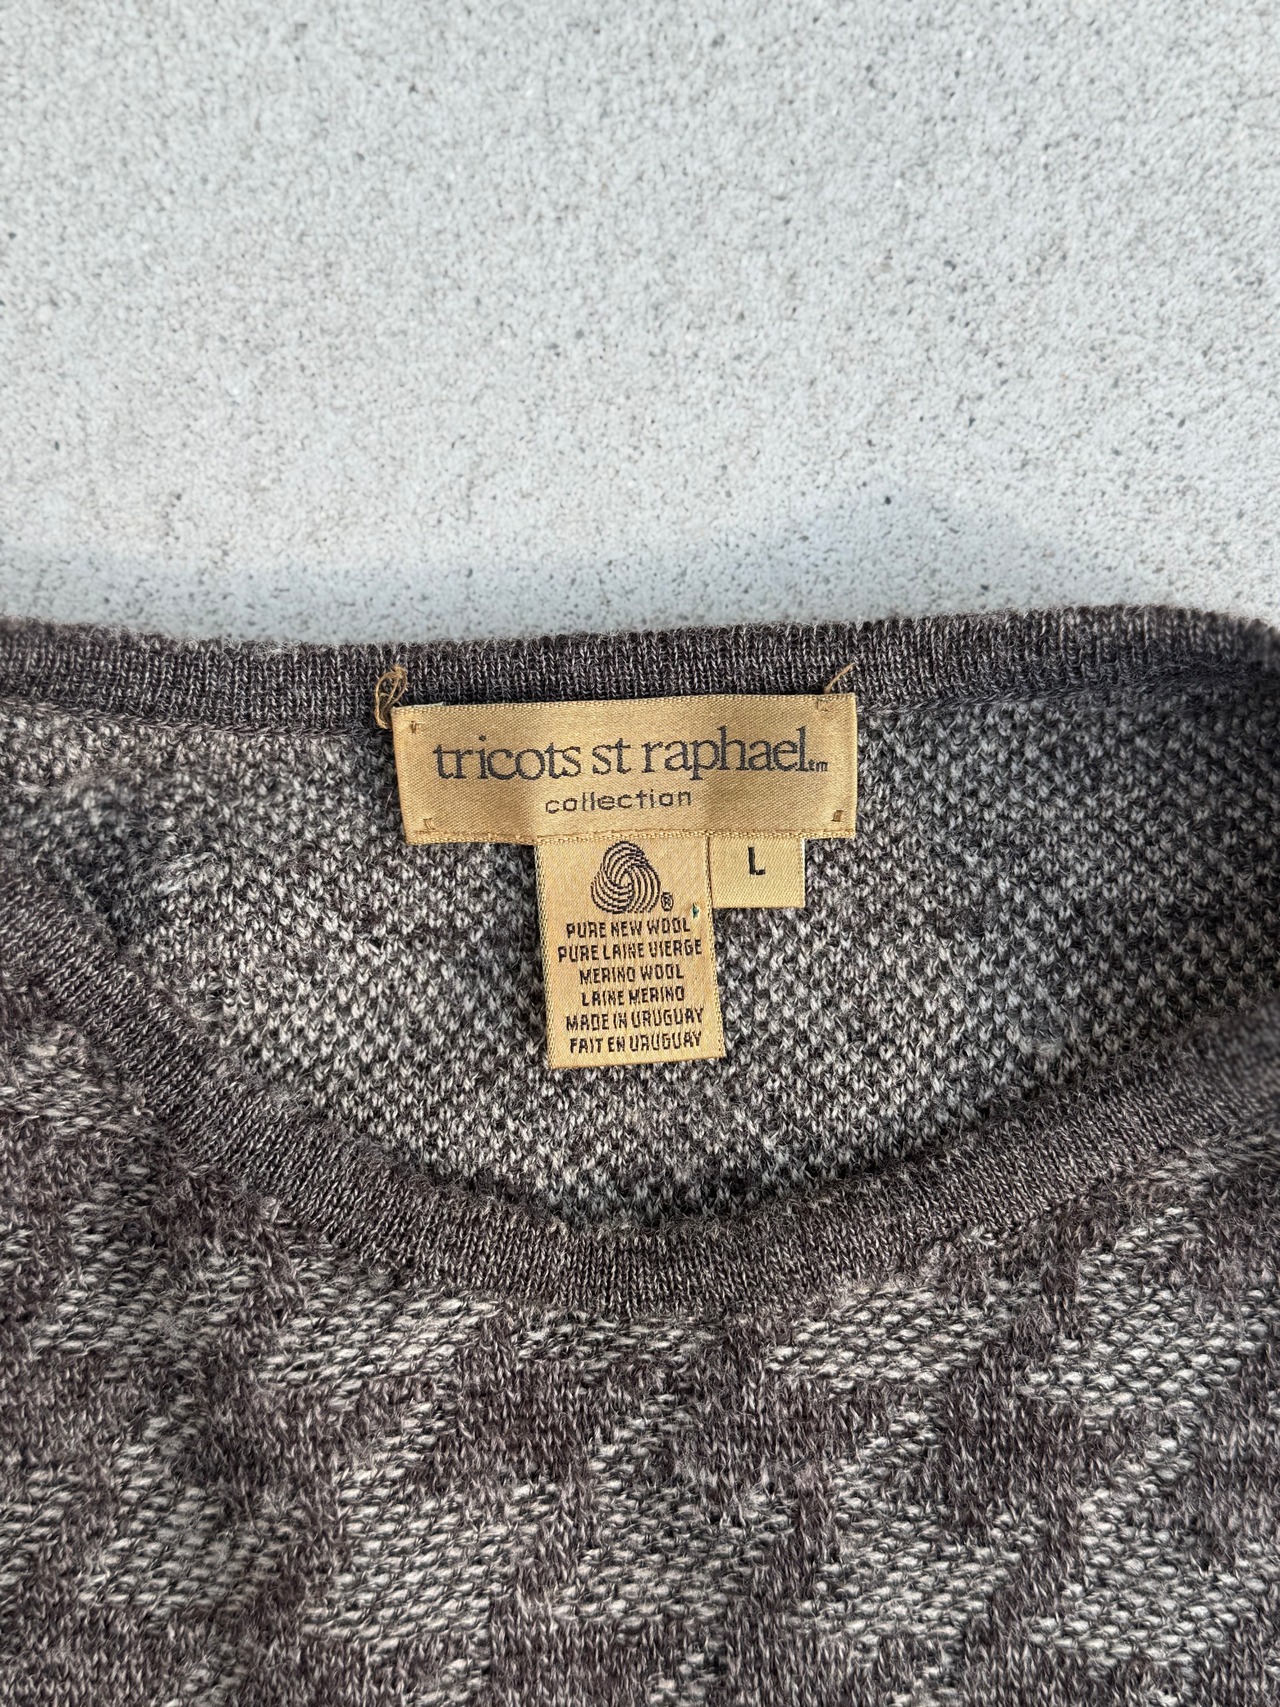 tricots st raphael tm
collection
L
®
PURE NEW WOOL
PURE LAINE VIERGE
MERINO WOOL
LAINE MERINO
MADE IN URUGUAY
FAIT EN URUGUAY